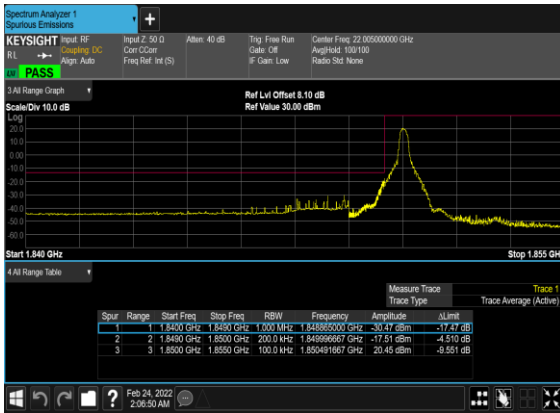 Spectrum Analyzer 1
Spurious Emissions
+
KEYSIGHT Input: RF Input Z: 50 Ω Atten: 40 dB Trig: Free Run Center Freq: 22.005000000 GHz
RL Coupling: DC Corr CCorr Gate: Off Avg|Hold: 100/100
Align: Auto Freq Ref: Int (S) IF Gain: Low Radio Std: None
PASS
3 All Range Graph
Ref Lvl Offset 8.10 dB
Scale/Div 10.0 dB Ref Value 30.00 dBm
Log
20.0
10.0
0.00
-10.0
-20.0
-30.0
-40.0
-50.0
-60.0
Start 1.840 GHz Stop 1.855 GH
4 All Range Table
Measure Trace Trace 1
Trace Type Trace Average (Active)
Spur Range Start Freq Stop Freq RBW Frequency Amplitude ΔLimit
1 1 1.8400 GHz 1.8490 GHz 1.000 MHz 1.848865000 GHz -30.47 dBm -17.47 dB
2 2 1.8490 GHz 1.8500 GHz 200.0 kHz 1.849996667 GHz -17.51 dBm -4.510 dB
3 3 1.8500 GHz 1.8550 GHz 100.0 kHz 1.850491667 GHz 20.45 dBm -9.551 dB
? Feb 24, 2022
2:06:50 AM